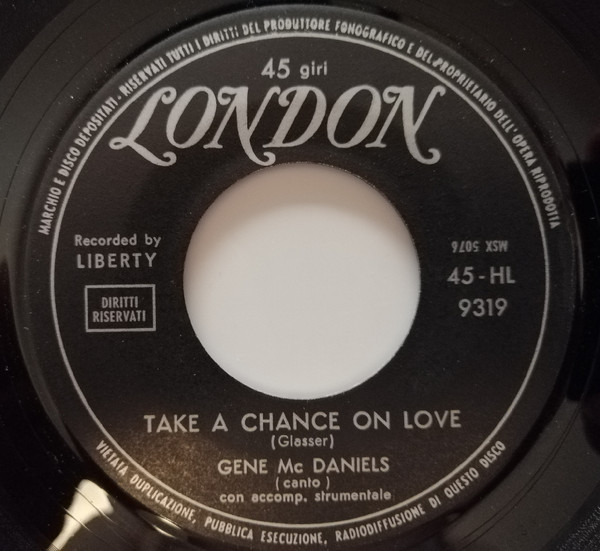 MARCHIO E DISCO DEPOSITATI - RISERVATI TUTTI I DIRITTI DEL PRODUTTORE FONOGRAFICO E DEL PROPRIETARIO DELL'OPERA RIPRODOTTA
45 giri
LONDON
Recorded by
LIBERTY
DIRITTI
RISERVATI
MSX 5076
45-HL
9319
TAKE A CHANCE ON LOVE
(Glasser)
GENE Mc DANIELS
(canto)
con accomp. strumentale
VIETATA DUPLICAZIONE, PUBBLICA ESECUZIONE, RADIODIFFUSIONE DI QUESTO DISCO